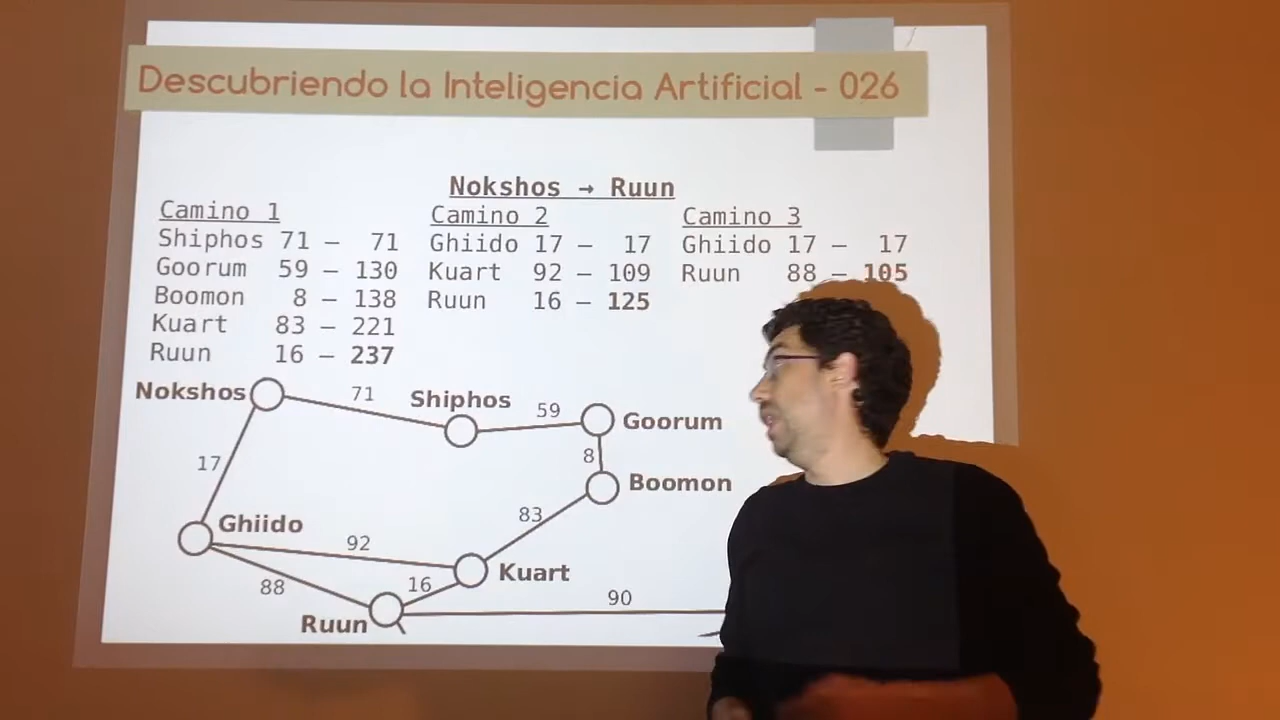 Descubriendo la Inteligencia Artificial - 026
Nokshos → Ruun
Camino 1
Shiphos 71 – 71
Goorum 59 – 130
Boomon 8 – 138
Kuart 83 – 221
Ruun 16 – 237
Camino 2
Ghiido 17 – 17
Kuart 92 – 109
Ruun 16 – 125
Camino 3
Ghiido 17 – 17
Ruun 88 – 105
Nokshos
71
Shiphos
59
Goorum
8
Boomon
17
83
Ghiido
92
Kuart
88
16
90
Ruun